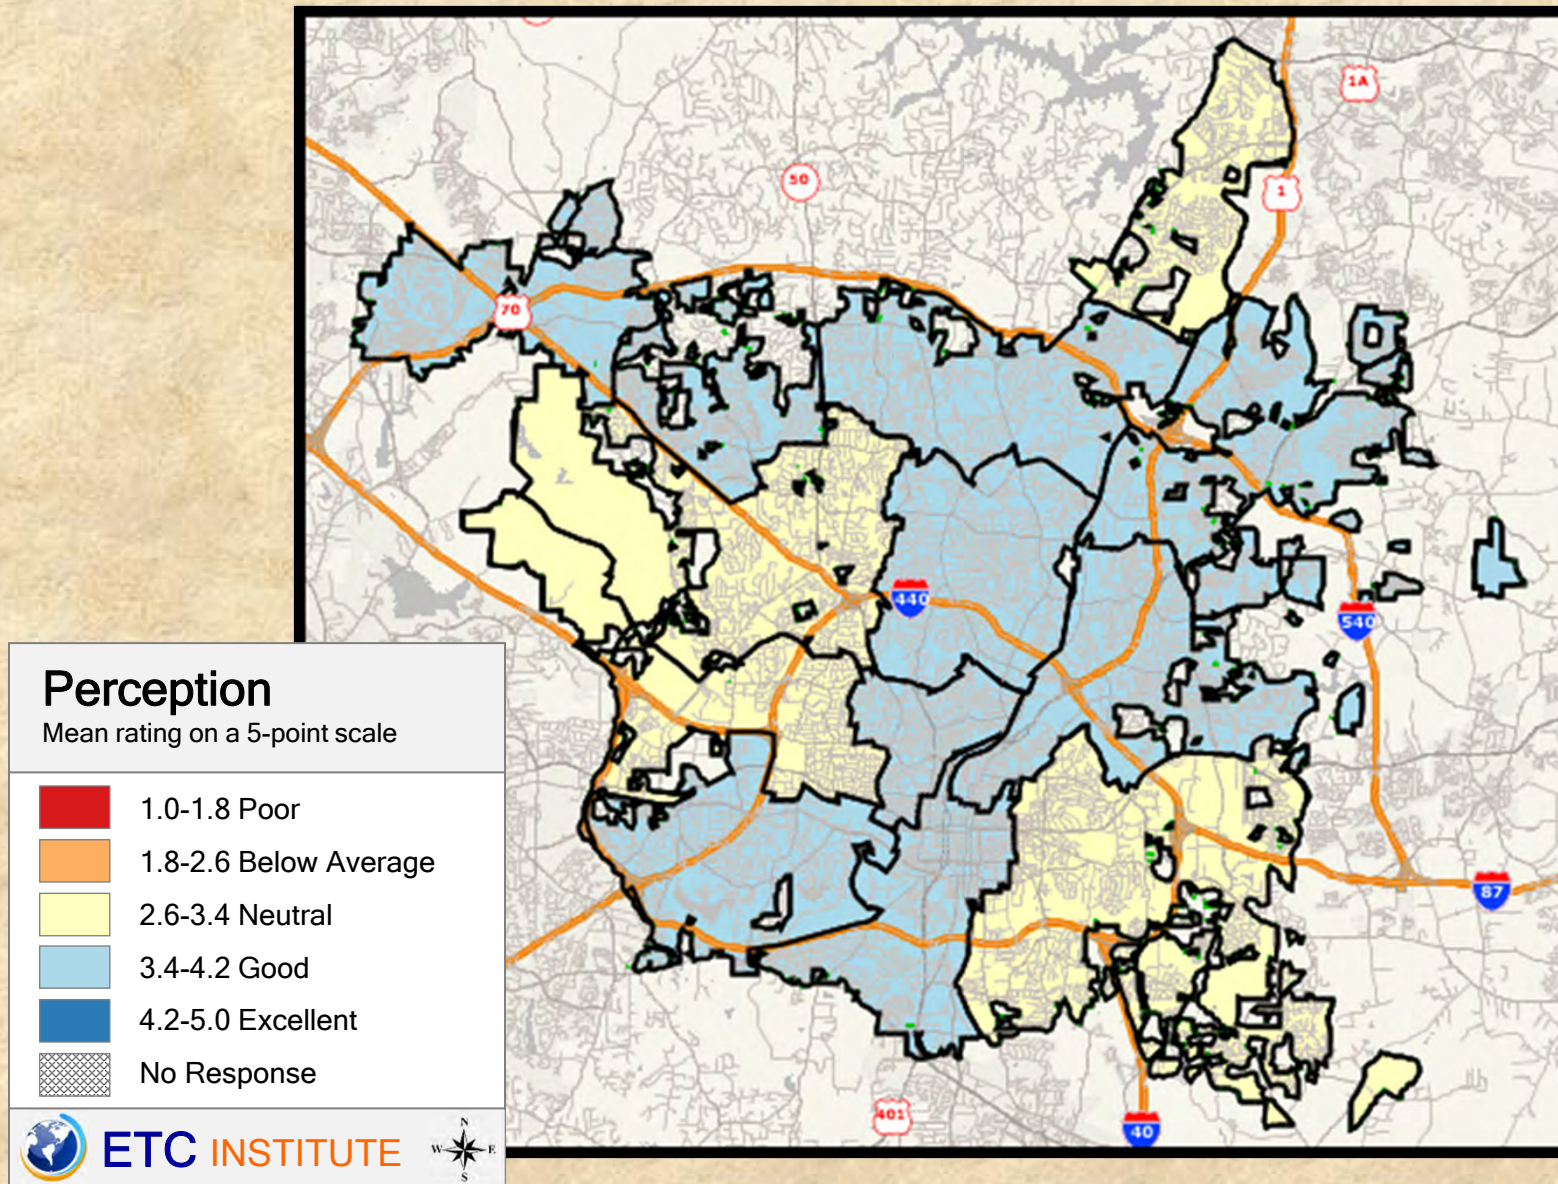 1A
50
1
70
440
540
87
401
40
Perception
Mean rating on a 5-point scale
1.0-1.8 Poor
1.8-2.6 Below Average
2.6-3.4 Neutral
3.4-4.2 Good
4.2-5.0 Excellent
No Response
ETC INSTITUTE
N
W E
S